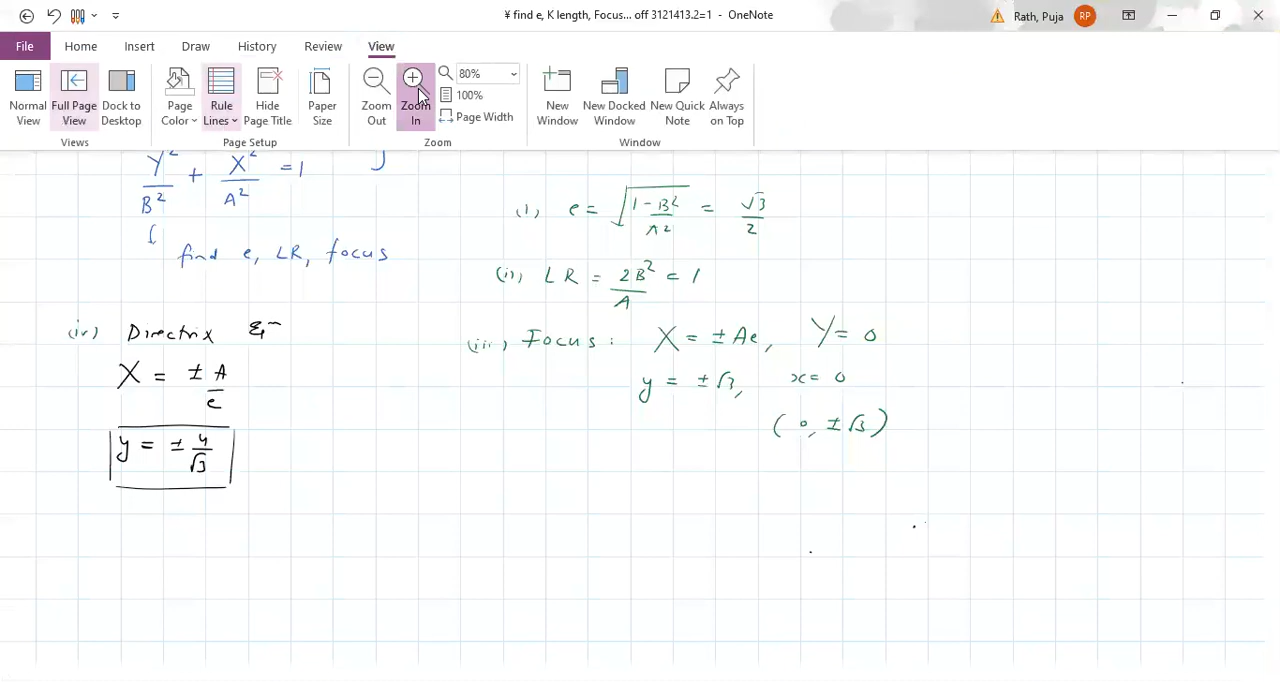 ¥ find e, K length, Focus... off 3121413.2=1 - OneNote
Rath, Puja RP
File Home Insert Draw History Review View
Normal View Full Page View Dock to Desktop Page Color Rule Lines Hide Page Title Paper Size Zoom Out Zoom In 80% 100% Page Width New Window New Docked Window New Quick Note Always on Top
Views Page Setup Zoom Window
Y²/B² + X²/A² = 1
find e, LR, focus
(iv) Directrix Eqn
X = ± A/e
y = ± 4/√3
(i) e = √(1 - B²/A²) = √3/2
(ii) LR = 2B²/A = 1
(iii) Focus: X = ± Ae, Y = 0
y = ± √3, x = 0
(0, ± √3)